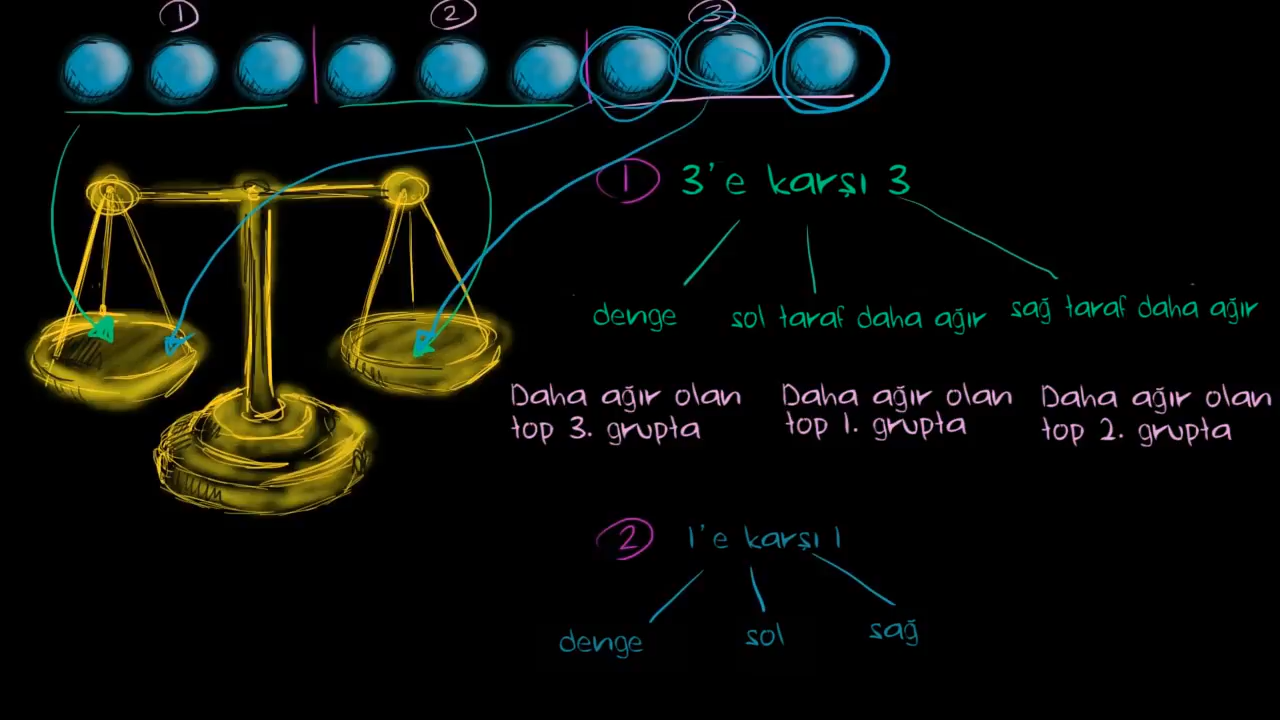 1 2 3
1 3'e karşı 3
denge sol taraf daha ağır sağ taraf daha ağır
Daha ağır olan Daha ağır olan Daha ağır olan
top 3. grupta top 1. grupta top 2. grupta
2 1'e karşı 1
denge sol sağ